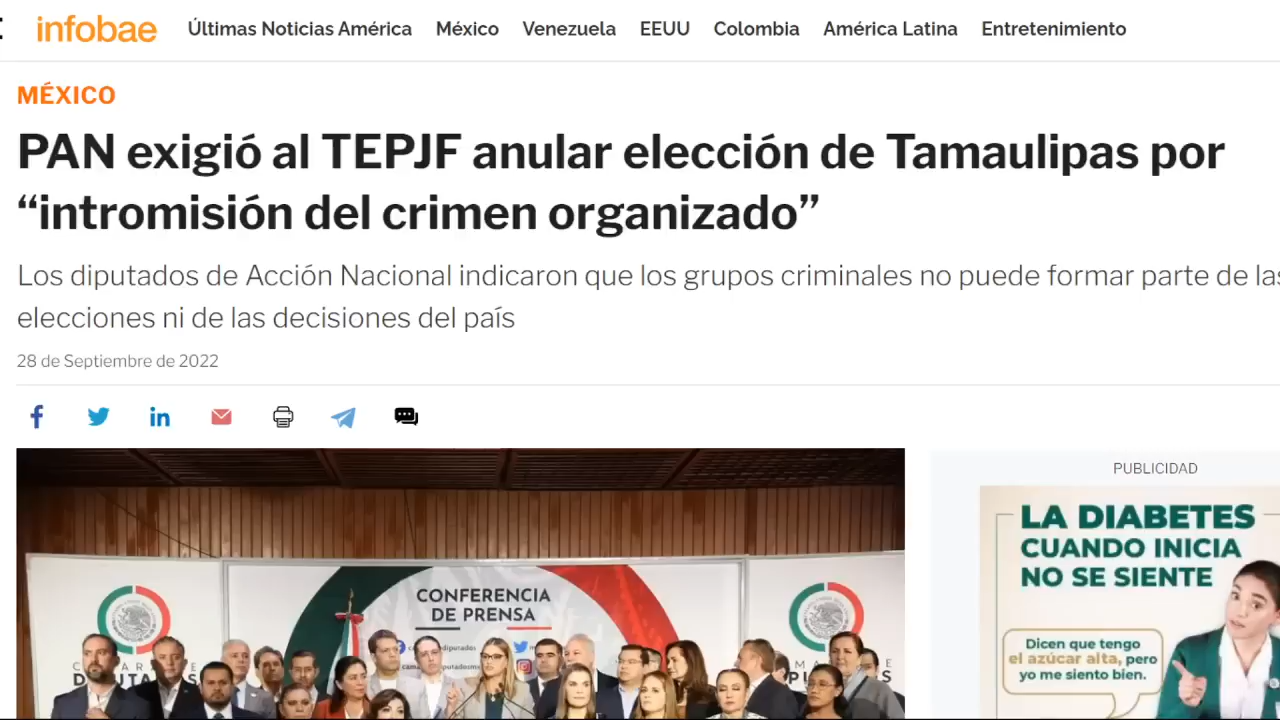 infobae
Últimas Noticias América México Venezuela EEUU Colombia América Latina Entretenimiento
MÉXICO
PAN exigió al TEPJF anular elección de Tamaulipas por
“intromisión del crimen organizado”
Los diputados de Acción Nacional indicaron que los grupos criminales no puede formar parte de las
elecciones ni de las decisiones del país
28 de Septiembre de 2022
CONFERENCIA
DE PRENSA
PUBLICIDAD
LA DIABETES
CUANDO INICIA
NO SE SIENTE
Dicen que tengo
el azúcar alta, pero
yo me siento bien.